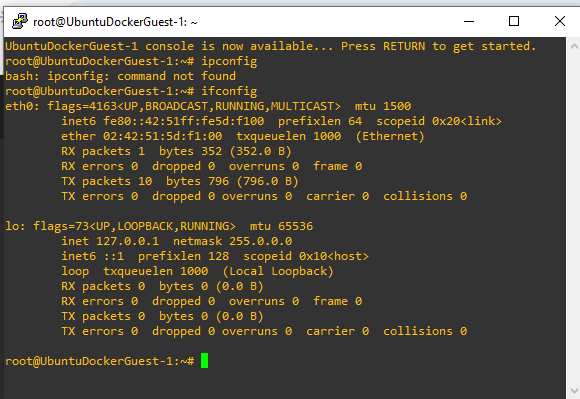 root@UbuntuDockerGuest-1: ~
UbuntuDockerGuest-1 console is now available... Press RETURN to get started.
root@UbuntuDockerGuest-1:~# ipconfig
bash: ipconfig: command not found
root@UbuntuDockerGuest-1:~# ifconfig
eth0: flags=4163<UP,BROADCAST,RUNNING,MULTICAST>  mtu 1500
        inet6 fe80::42:51ff:fe5d:f100  prefixlen 64  scopeid 0x20<link>
        ether 02:42:51:5d:f1:00  txqueuelen 1000  (Ethernet)
        RX packets 1  bytes 352 (352.0 B)
        RX errors 0  dropped 0  overruns 0  frame 0
        TX packets 10  bytes 796 (796.0 B)
        TX errors 0  dropped 0 overruns 0  carrier 0  collisions 0
lo: flags=73<UP,LOOPBACK,RUNNING>  mtu 65536
        inet 127.0.0.1  netmask 255.0.0.0
        inet6 ::1  prefixlen 128  scopeid 0x10<host>
        loop  txqueuelen 1000  (Local Loopback)
        RX packets 0  bytes 0 (0.0 B)
        RX errors 0  dropped 0  overruns 0  frame 0
        TX packets 0  bytes 0 (0.0 B)
        TX errors 0  dropped 0 overruns 0  carrier 0  collisions 0
root@UbuntuDockerGuest-1:~#